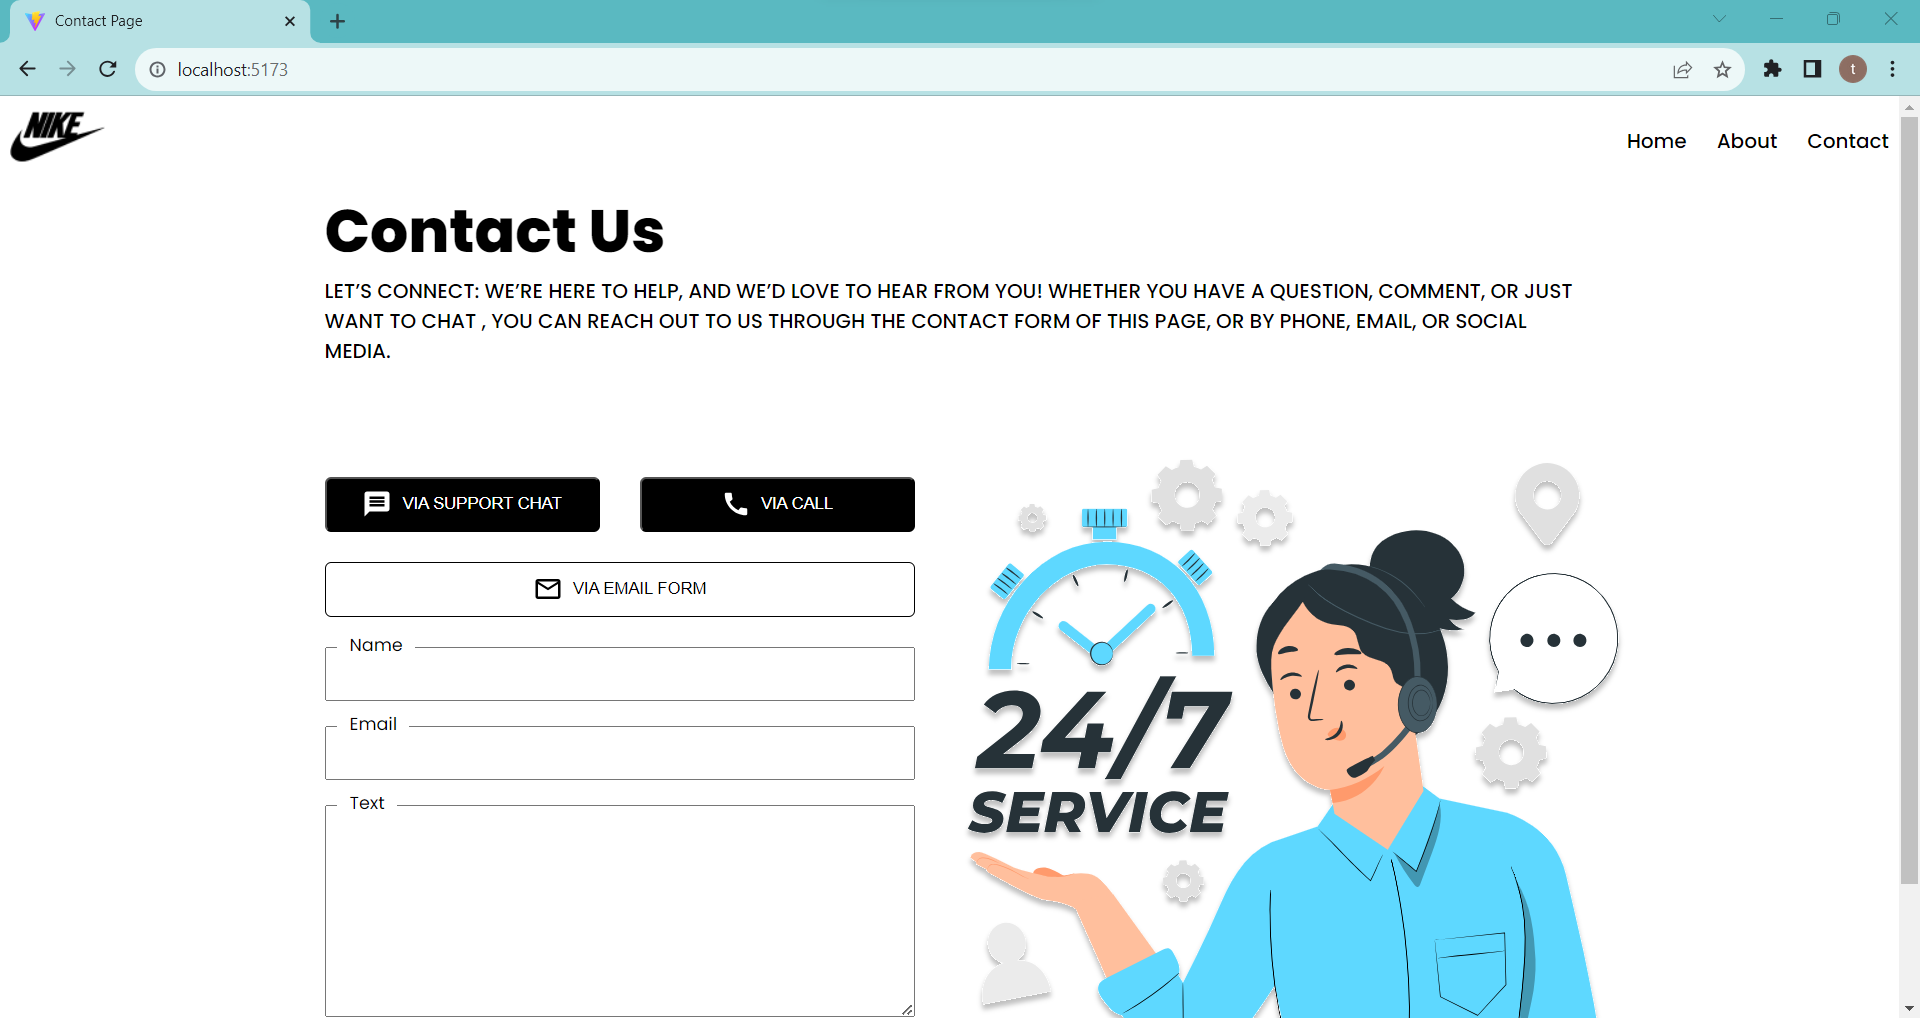 Contact Page
localhost:5173
t
NIKE
Home About Contact
Contact Us
LET’S CONNECT: WE’RE HERE TO HELP, AND WE’D LOVE TO HEAR FROM YOU! WHETHER YOU HAVE A QUESTION, COMMENT, OR JUST
WANT TO CHAT , YOU CAN REACH OUT TO US THROUGH THE CONTACT FORM OF THIS PAGE, OR BY PHONE, EMAIL, OR SOCIAL
MEDIA.
VIA SUPPORT CHAT
VIA CALL
VIA EMAIL FORM
Name
Email
Text
24/7
SERVICE